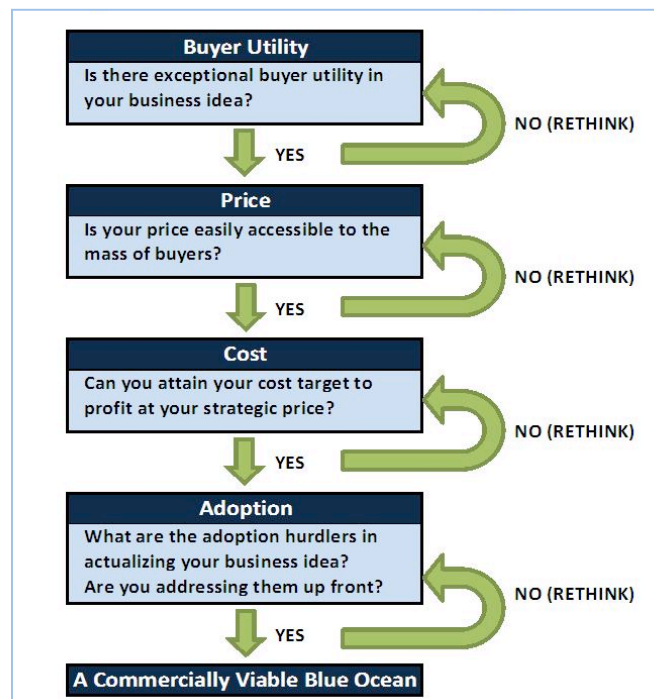 Buyer Utility
Is there exceptional buyer utility in
your business idea?
NO (RETHINK)
YES
Price
Is your price easily accessible to the
mass of buyers?
NO (RETHINK)
YES
Cost
Can you attain your cost target to
profit at your strategic price?
NO (RETHINK)
YES
Adoption
What are the adoption hurdlers in
actualizing your business idea?
Are you addressing them up front?
NO (RETHINK)
YES
A Commercially Viable Blue Ocean